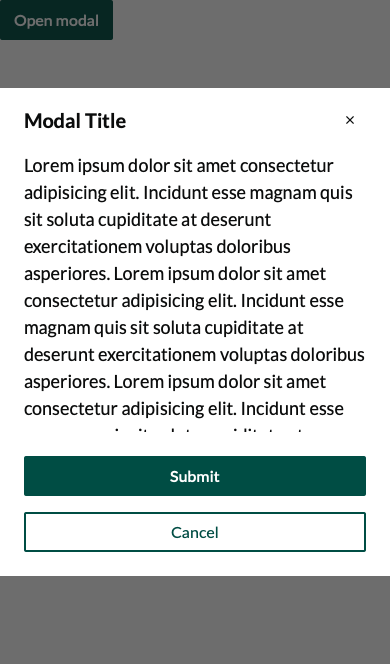 Open modal
Modal Title
×
Lorem ipsum dolor sit amet consectetur
adipisicing elit. Incidunt esse magnam quis
sit soluta cupiditate at deserunt
exercitationem voluptas doloribus
asperiores. Lorem ipsum dolor sit amet
consectetur adipisicing elit. Incidunt esse
magnam quis sit soluta cupiditate at
deserunt exercitationem voluptas doloribus
asperiores. Lorem ipsum dolor sit amet
consectetur adipisicing elit. Incidunt esse
Submit
Cancel